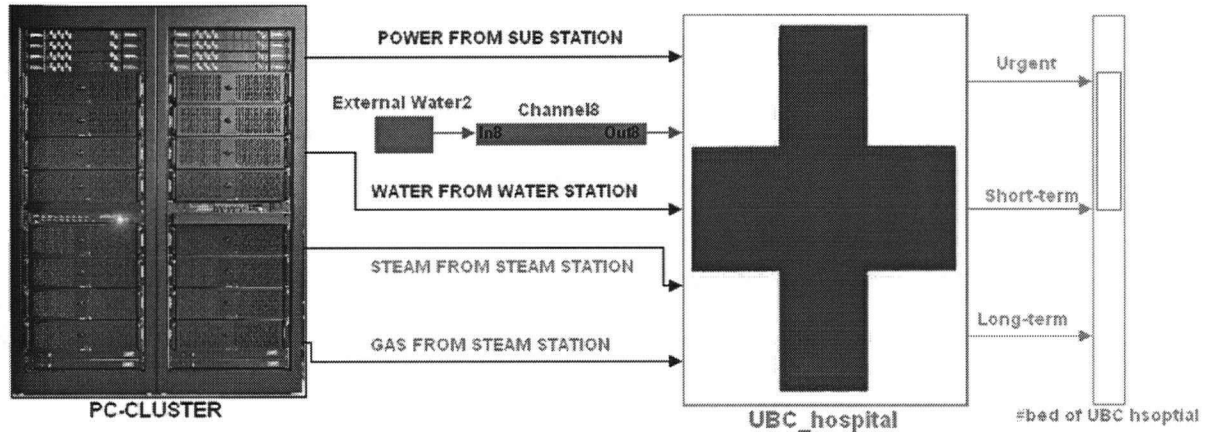 POWER FROM SUB STATION
Urgent
External Water2
Channel8
In8
Out8
WATER FROM WATER STATION
Short-term
STEAM FROM STEAM STATION
Long-term
GAS FROM STEAM STATION
PC-CLUSTER
UBC_hospital
#bed of UBC hsoptial